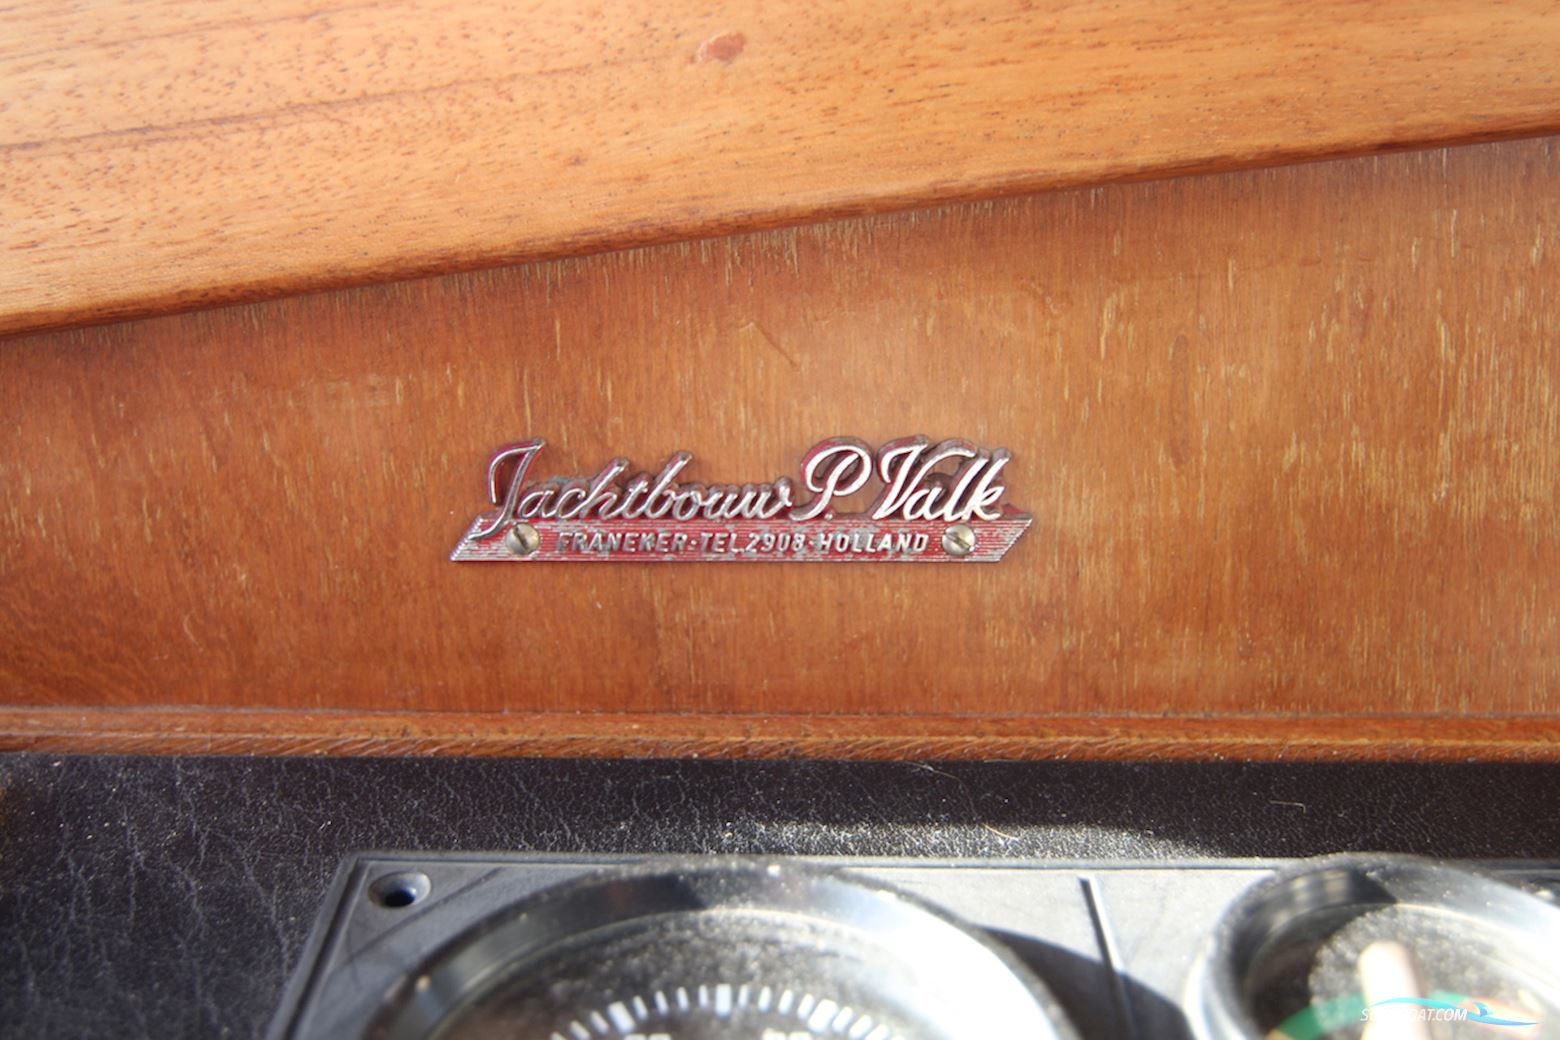 Jachtbouw P. Valk
FRANEKER·TEL.2908·HOLLAND